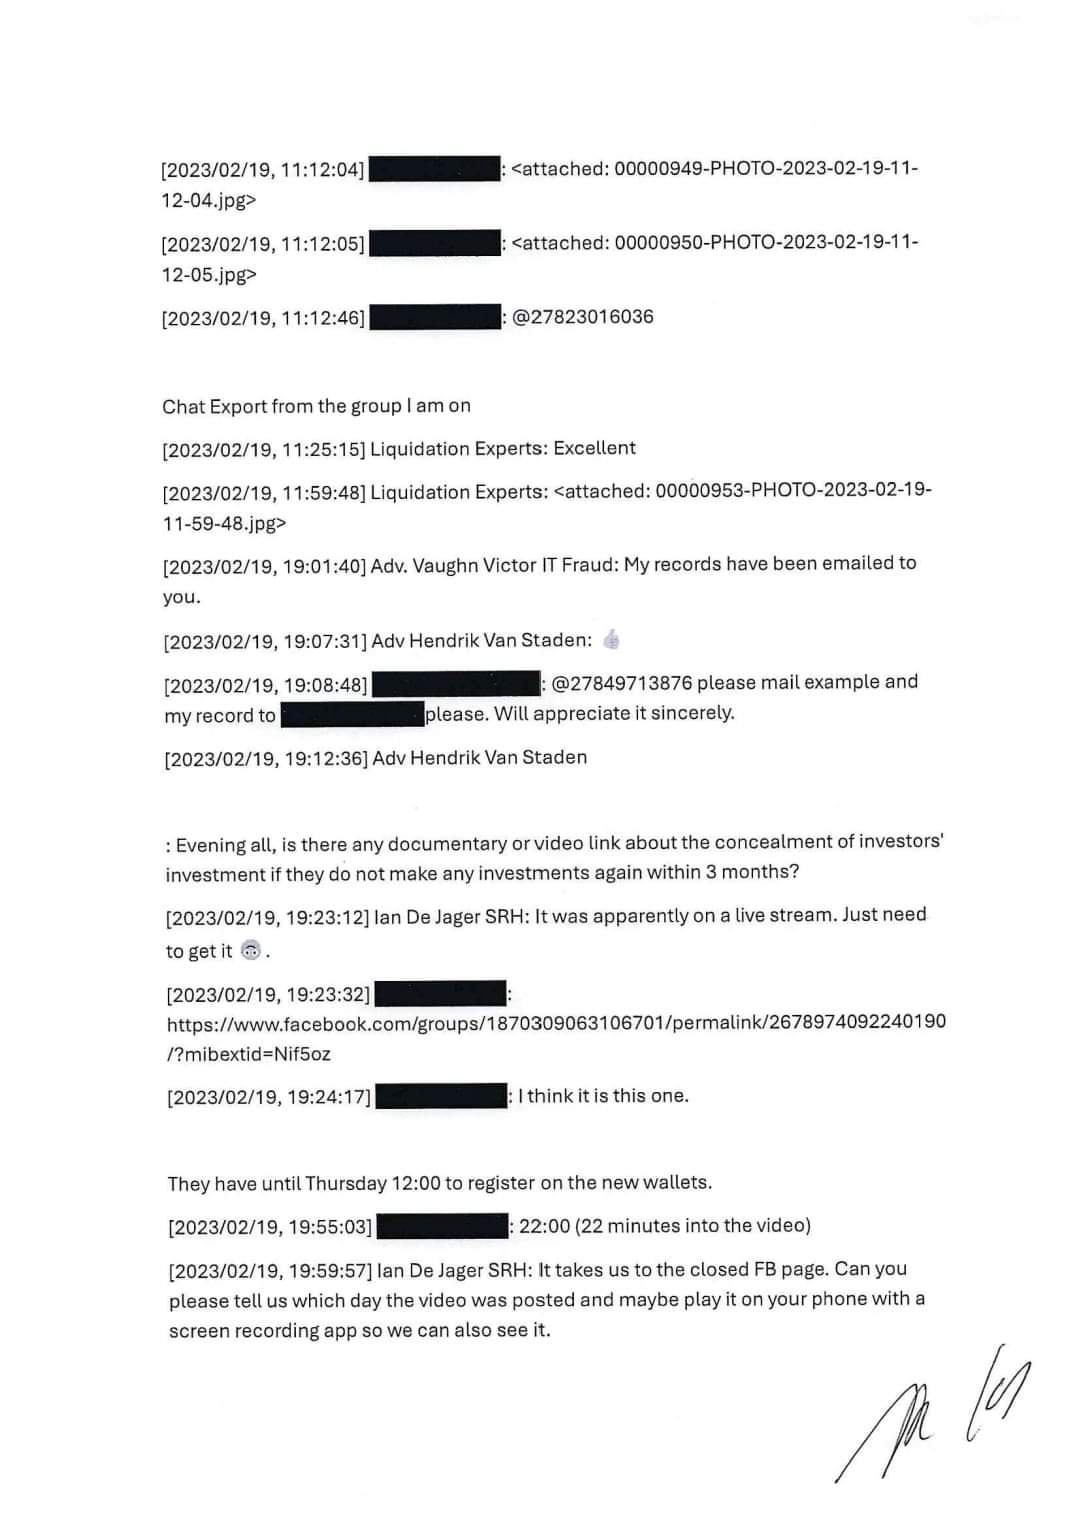 [2023/02/19, 11:12:04] : <attached: 00000949-PHOTO-2023-02-19-11-
12-04.jpg>
[2023/02/19, 11:12:05] : <attached: 00000950-PHOTO-2023-02-19-11-
12-05.jpg>
[2023/02/19, 11:12:46] : @27823016036
Chat Export from the group I am on
[2023/02/19, 11:25:15] Liquidation Experts: Excellent
[2023/02/19, 11:59:48] Liquidation Experts: <attached: 00000953-PHOTO-2023-02-19-
11-59-48.jpg>
[2023/02/19, 19:01:40] Adv. Vaughn Victor IT Fraud: My records have been emailed to
you.
[2023/02/19, 19:07:31] Adv Hendrik Van Staden: 👍
[2023/02/19, 19:08:48] : @27849713876 please mail example and
my record to please. Will appreciate it sincerely.
[2023/02/19, 19:12:36] Adv Hendrik Van Staden
: Evening all, is there any documentary or video link about the concealment of investors'
investment if they do not make any investments again within 3 months?
[2023/02/19, 19:23:12] Ian De Jager SRH: It was apparently on a live stream. Just need
to get it 🙃.
[2023/02/19, 19:23:32] :
https://www.facebook.com/groups/1870309063106701/permalink/2678974092240190
/?mibextid=Nif5oz
[2023/02/19, 19:24:17] : I think it is this one.
They have until Thursday 12:00 to register on the new wallets.
[2023/02/19, 19:55:03] : 22:00 (22 minutes into the video)
[2023/02/19, 19:59:57] Ian De Jager SRH: It takes us to the closed FB page. Can you
please tell us which day the video was posted and maybe play it on your phone with a
screen recording app so we can also see it.